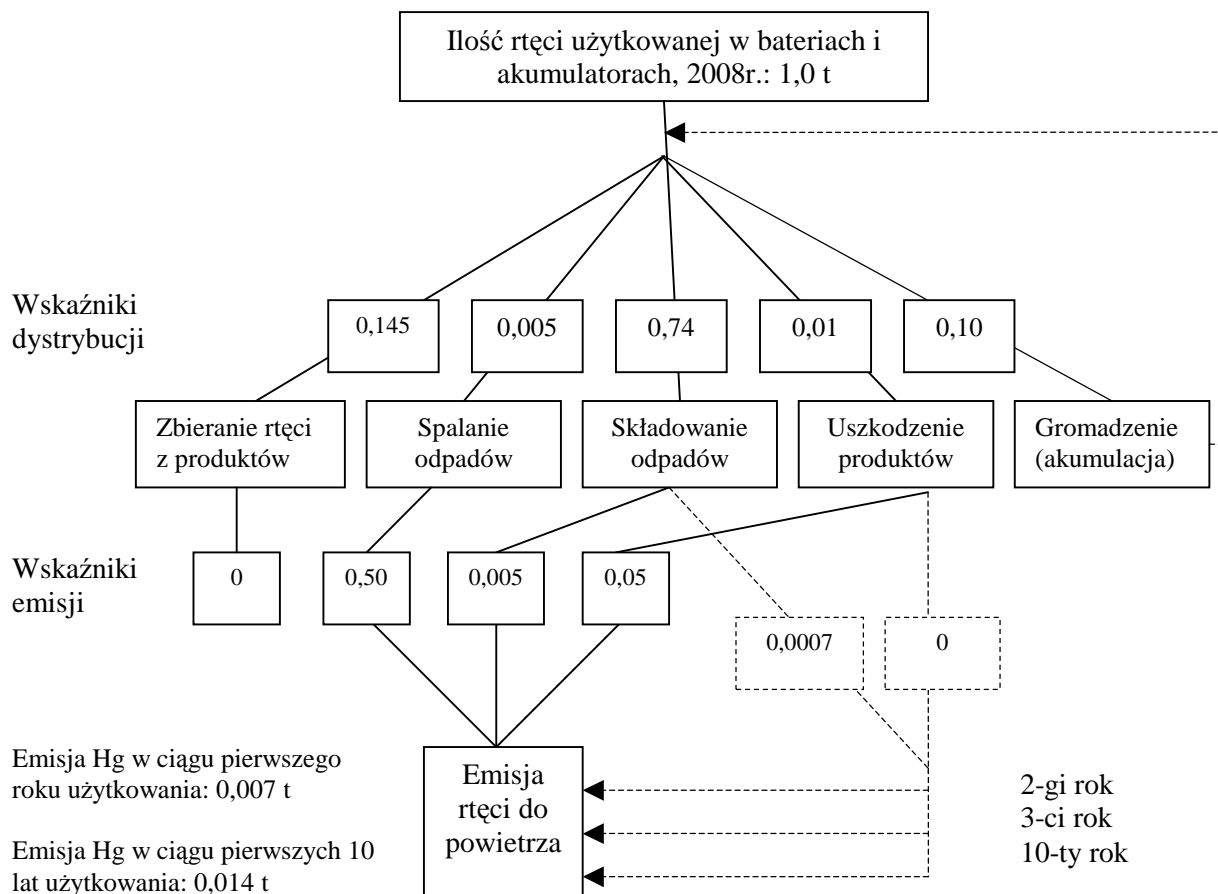 Ilość rtęci użytkowanej w bateriach i
akumulatorach, 2008r.: 1,0 t
Wskaźniki
dystrybucji
0,145
0,005
0,74
0,01
0,10
Zbieranie rtęci
z produktów
Spalanie
odpadów
Składowanie
odpadów
Uszkodzenie
produktów
Gromadzenie
(akumulacja)
Wskaźniki
emisji
0
0,50
0,005
0,05
0,0007
0
Emisja Hg w ciągu pierwszego
roku użytkowania: 0,007 t
Emisja Hg w ciągu pierwszych 10
lat użytkowania: 0,014 t
Emisja
rtęci do
powietrza
2-gi rok
3-ci rok
10-ty rok